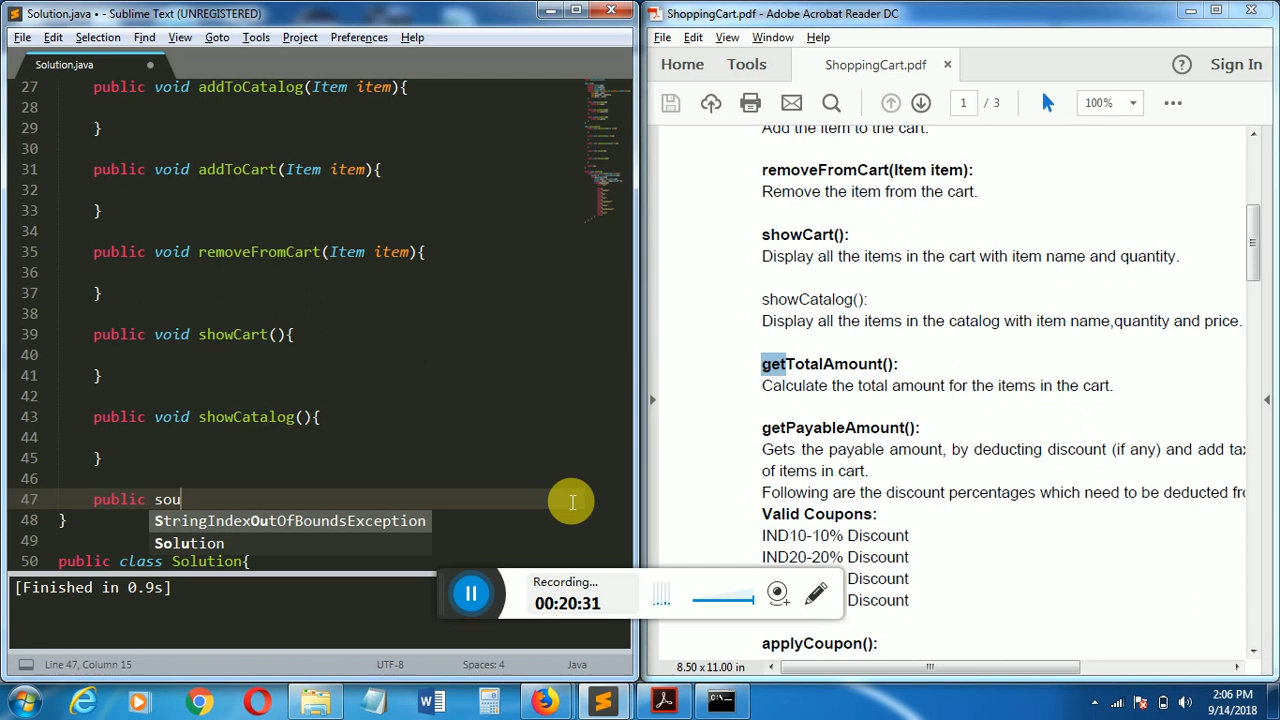 Solution.java • - Sublime Text (UNREGISTERED)
File Edit Selection Find View Goto Tools Project Preferences Help
Solution.java
27 public void addToCatalog(Item item){
28
29 }
30
31 public void addToCart(Item item){
32
33 }
34
35 public void removeFromCart(Item item){
36
37 }
38
39 public void showCart(){
40
41 }
42
43 public void showCatalog(){
44
45 }
46
47 public sou
48 }
StringIndexOutOfBoundsException
49
Solution
50 public class Solution{
[Finished in 0.9s]
Line 47, Column 15 UTF-8 Spaces: 4 Java
ShoppingCart.pdf - Adobe Acrobat Reader DC
File Edit View Window Help
Home Tools ShoppingCart.pdf × ? Sign In
1 / 3 100%
Add the item to the cart.
removeFromCart(Item item):
Remove the item from the cart.
showCart():
Display all the items in the cart with item name and quantity.
showCatalog():
Display all the items in the catalog with item name,quantity and price.
getTotalAmount():
Calculate the total amount for the items in the cart.
getPayableAmount():
Gets the payable amount, by deducting discount (if any) and add tax
of items in cart.
Following are the discount percentages which need to be deducted fro
Valid Coupons:
IND10-10% Discount
IND20-20% Discount
Discount
Discount
applyCoupon():
8.50 x 11.00 in
Recording...
00:20:31
2:06 PM
9/14/2018